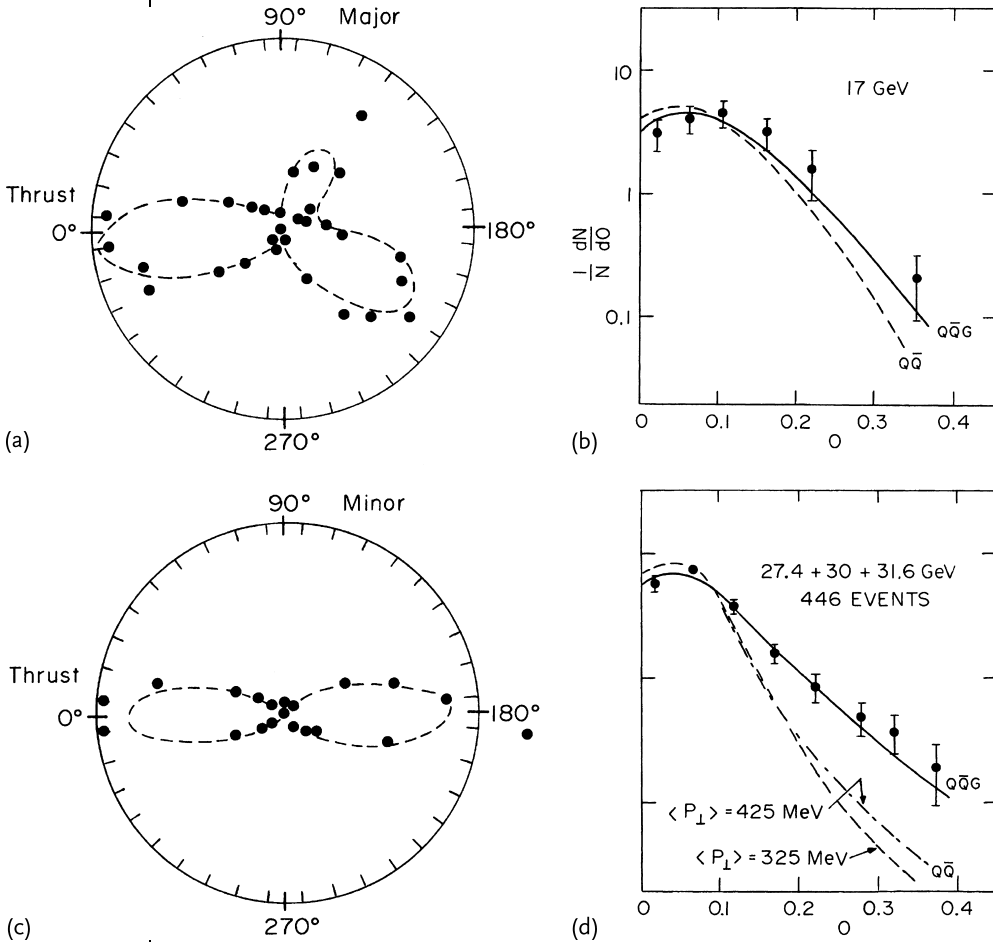 90° Major
Thrust
0°
180°
270°
(a)
10
1
0.1
1/N dN/dO
17 GeV
QQ̄G
QQ̄
0 0.1 0.2 0.3 0.4
O
(b)
90° Minor
Thrust
0°
180°
270°
(c)
27.4 + 30 + 31.6 GeV
446 EVENTS
QQ̄G
⟨P⊥⟩ = 425 MeV
⟨P⊥⟩ = 325 MeV
QQ̄
0 0.1 0.2 0.3 0.4
O
(d)